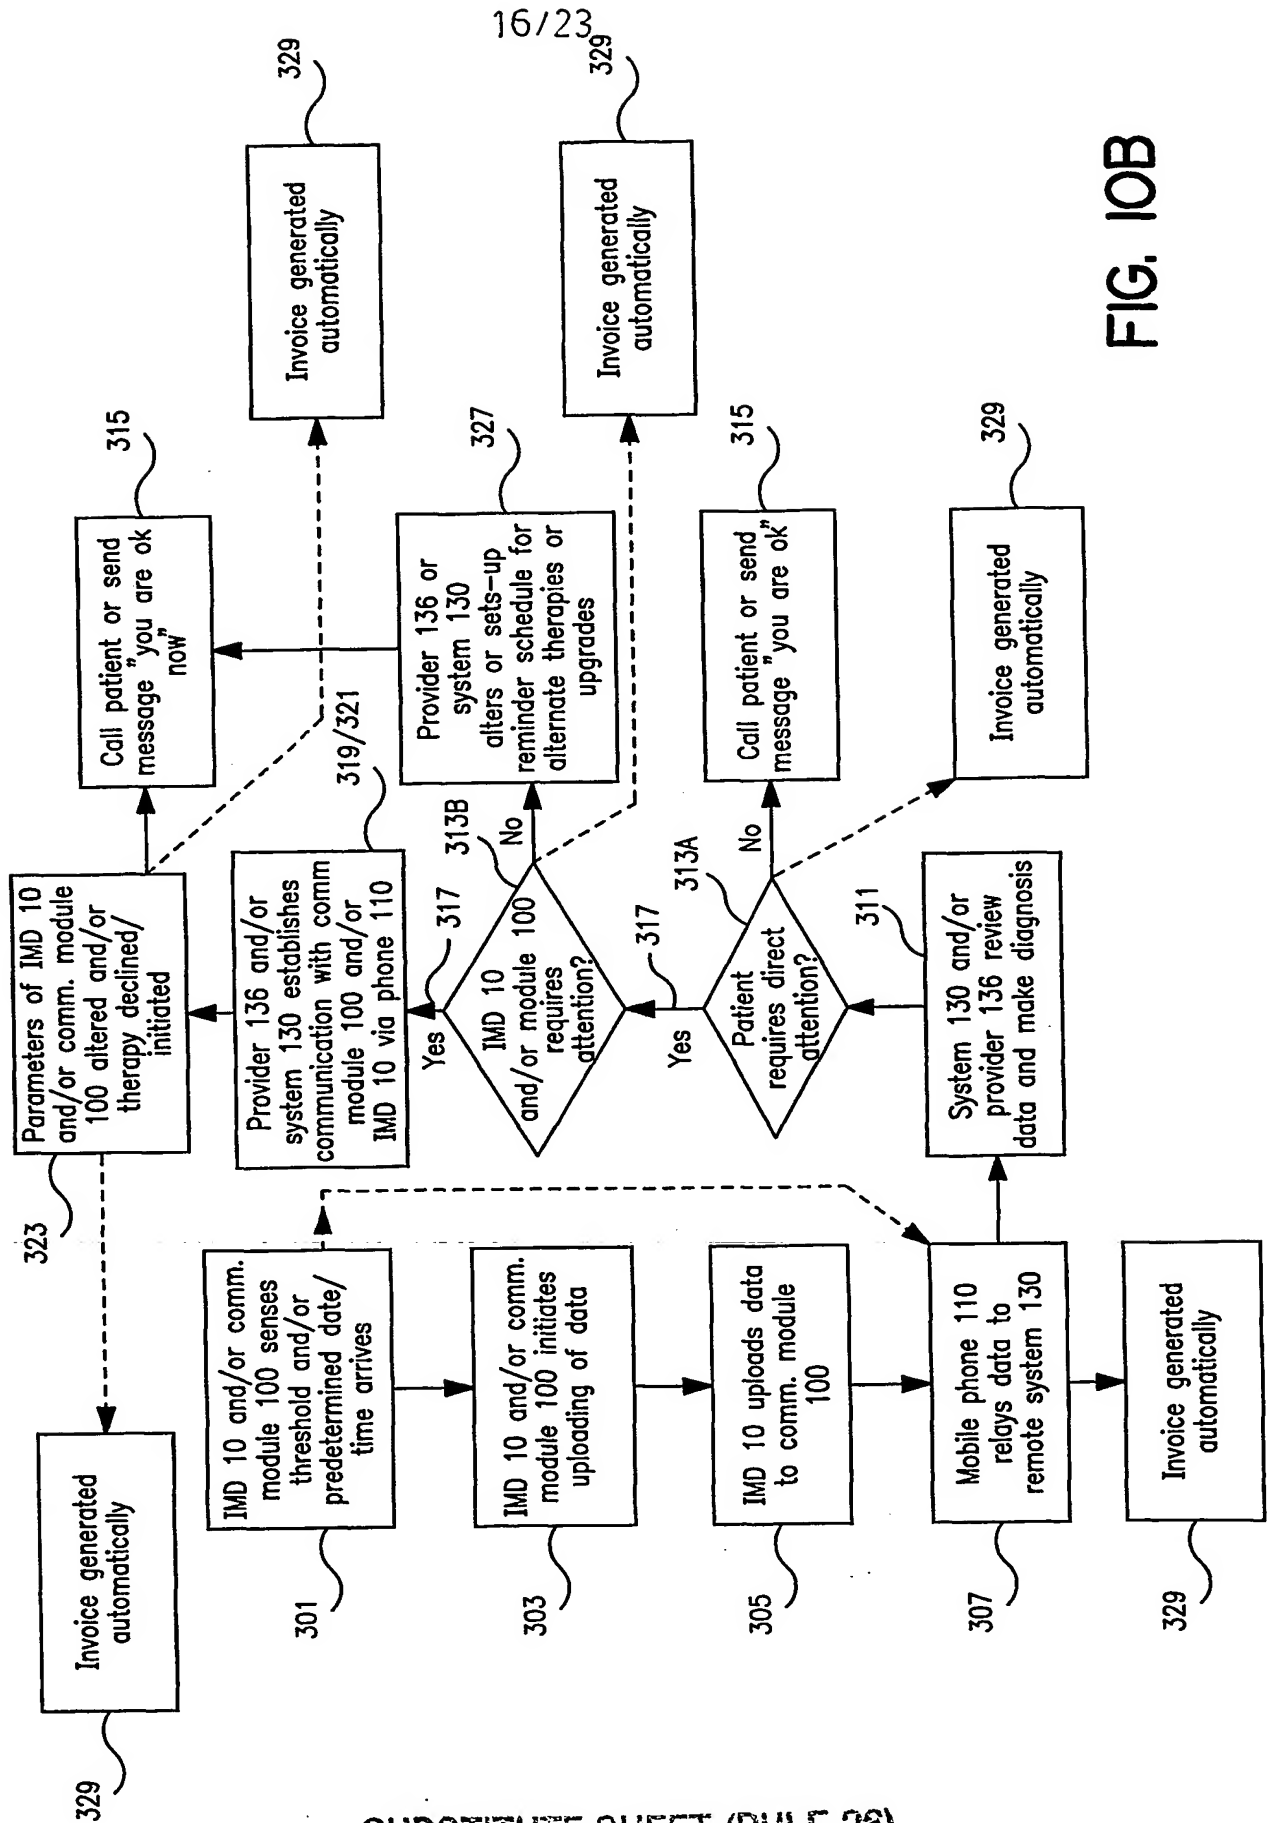 16/23
329
Invoice generated
automatically
323
Parameters of IMD 10
and/or comm. module
100 altered and/or
therapy declined/
initiated
315
Call patient or send
message "you are ok
now"
329
Invoice generated
automatically
301
IMD 10 and/or comm.
module 100 senses
threshold and/or
predetermined date/
time arrives
319/321
Provider 136 and/or
system 130 establishes
communication with comm
module 100 and/or
IMD 10 via phone 110
Yes
317
303
IMD 10 and/or comm.
module 100 initiates
uploading of data
313B
IMD 10
and/or module 100
requires
attention?
No
327
Provider 136 or
system 130
alters or sets-up
reminder schedule for
alternate therapies or
upgrades
329
Invoice generated
automatically
Yes
317
305
IMD 10 uploads data
to comm. module
100
313A
Patient
requires direct
attention?
No
315
Call patient or send
message "you are ok"
307
Mobile phone 110
relays data to
remote system 130
311
System 130 and/or
provider 136 review
data and make diagnosis
329
Invoice generated
automatically
329
Invoice generated
automatically
FIG. 10B